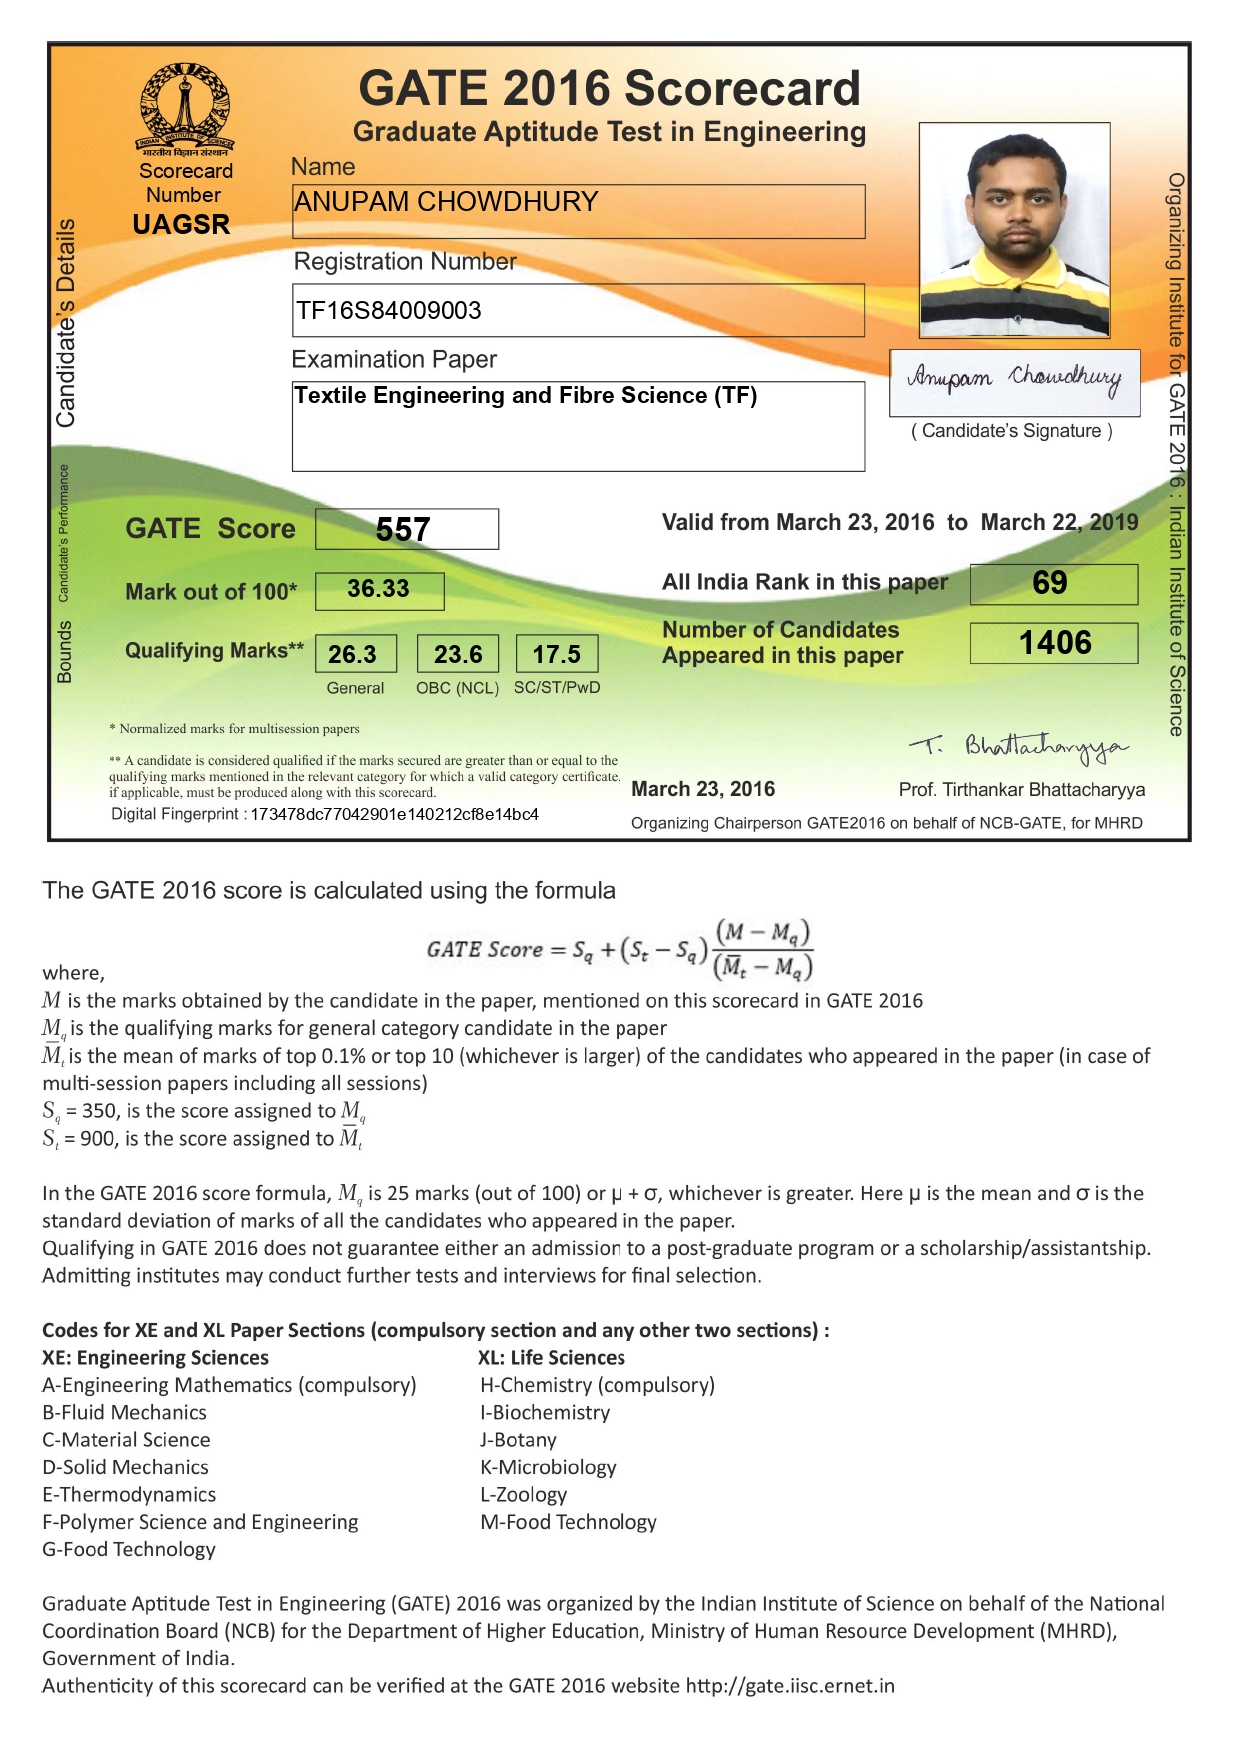 GATE 2016 Scorecard
Graduate Aptitude Test in Engineering
INDIAN INSTITUTE OF SCIENCE
भारतीय विज्ञान संस्थान
Scorecard
Number
UAGSR
Candidate's Details
Name
ANUPAM CHOWDHURY
Registration Number
TF16S84009003
Examination Paper
Textile Engineering and Fibre Science (TF)
Anupam Chowdhury
( Candidate's Signature )
Organizing Institute for GATE 2016 : Indian Institute of Science
Candidate's Performance
GATE Score 557
Valid from March 23, 2016 to March 22, 2019
Mark out of 100* 36.33
All India Rank in this paper 69
Bounds
Qualifying Marks** 26.3 23.6 17.5
General OBC (NCL) SC/ST/PwD
Number of Candidates
Appeared in this paper 1406
* Normalized marks for multisession papers
** A candidate is considered qualified if the marks secured are greater than or equal to the
qualifying marks mentioned in the relevant category for which a valid category certificate,
if applicable, must be produced along with this scorecard.
Digital Fingerprint : 173478dc77042901e140212cf8e14bc4
T. Bhattacharyya
March 23, 2016
Prof. Tirthankar Bhattacharyya
Organizing Chairperson GATE2016 on behalf of NCB-GATE, for MHRD
The GATE 2016 score is calculated using the formula
GATE Score = S_q + (S_t − S_q) (M − M_q) / (M̅_t − M_q)
where,
M is the marks obtained by the candidate in the paper, mentioned on this scorecard in GATE 2016
M_q is the qualifying marks for general category candidate in the paper
M̅_t is the mean of marks of top 0.1% or top 10 (whichever is larger) of the candidates who appeared in the paper (in case of
multi-session papers including all sessions)
S_q = 350, is the score assigned to M_q
S_t = 900, is the score assigned to M̅_t
In the GATE 2016 score formula, M_q is 25 marks (out of 100) or μ + σ, whichever is greater. Here μ is the mean and σ is the
standard deviation of marks of all the candidates who appeared in the paper.
Qualifying in GATE 2016 does not guarantee either an admission to a post-graduate program or a scholarship/assistantship.
Admitting institutes may conduct further tests and interviews for final selection.
Codes for XE and XL Paper Sections (compulsory section and any other two sections) :
XE: Engineering Sciences XL: Life Sciences
A-Engineering Mathematics (compulsory) H-Chemistry (compulsory)
B-Fluid Mechanics I-Biochemistry
C-Material Science J-Botany
D-Solid Mechanics K-Microbiology
E-Thermodynamics L-Zoology
F-Polymer Science and Engineering M-Food Technology
G-Food Technology
Graduate Aptitude Test in Engineering (GATE) 2016 was organized by the Indian Institute of Science on behalf of the National
Coordination Board (NCB) for the Department of Higher Education, Ministry of Human Resource Development (MHRD),
Government of India.
Authenticity of this scorecard can be verified at the GATE 2016 website http://gate.iisc.ernet.in